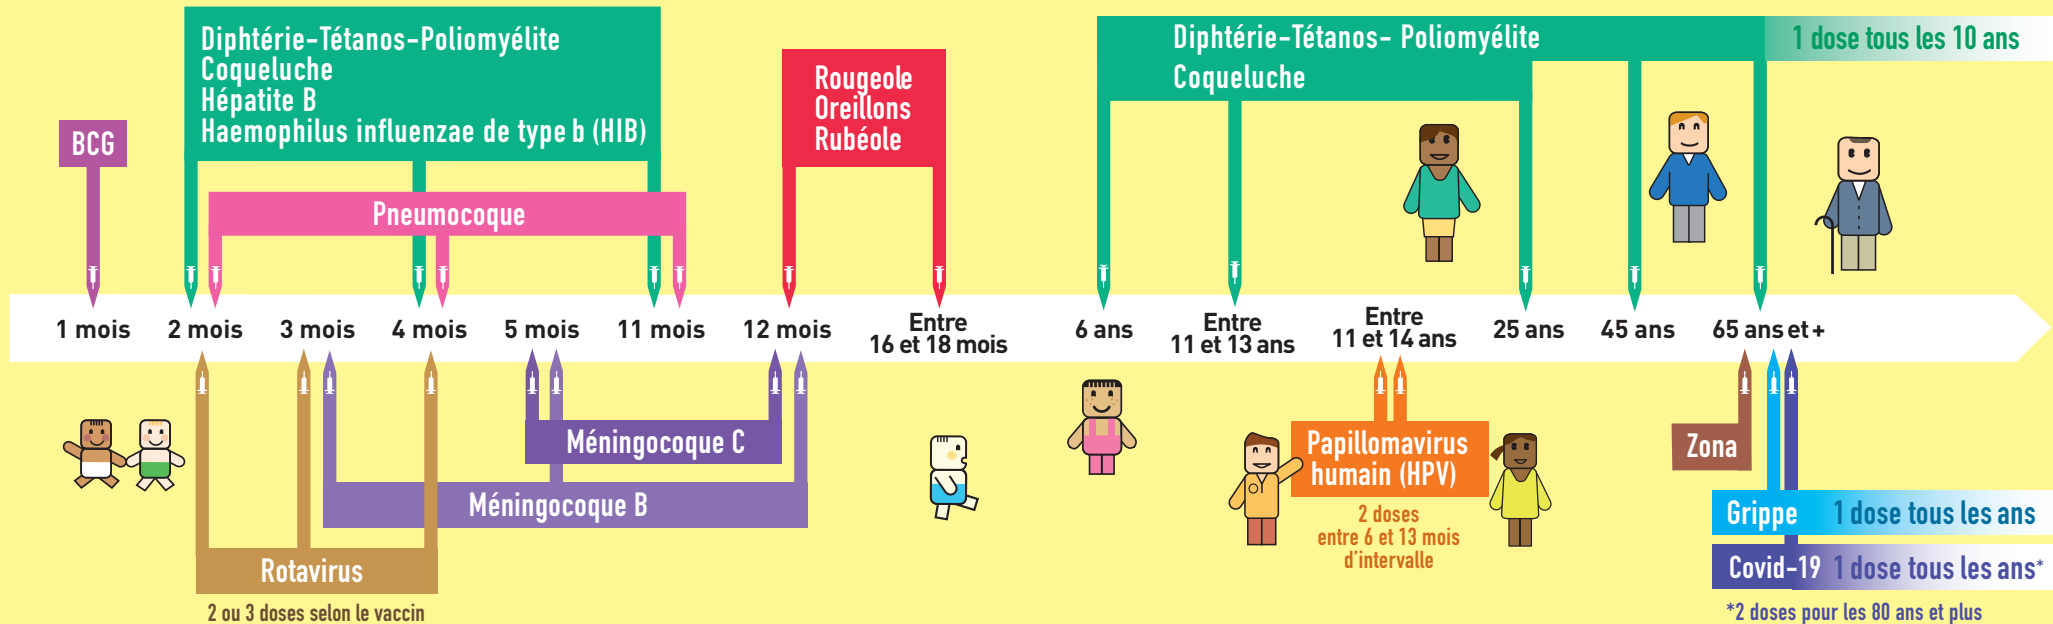 Diphtérie-Tétanos-Poliomyélite
Coqueluche
Hépatite B
Haemophilus influenzae de type b (HIB)
BCG
Pneumocoque
Rougeole
Oreillons
Rubéole
Diphtérie-Tétanos- Poliomyélite
Coqueluche
1 dose tous les 10 ans
1 mois
2 mois
3 mois
4 mois
5 mois
11 mois
12 mois
Entre
16 et 18 mois
6 ans
Entre
11 et 13 ans
Entre
11 et 14 ans
25 ans
45 ans
65 ans et +
Méningocoque C
Méningocoque B
Rotavirus
2 ou 3 doses selon le vaccin
Papillomavirus
humain (HPV)
2 doses
entre 6 et 13 mois
d'intervalle
Zona
Grippe 1 dose tous les ans
Covid-19 1 dose tous les ans*
*2 doses pour les 80 ans et plus